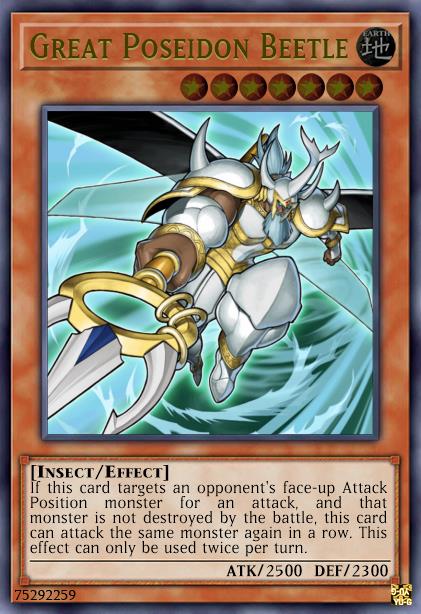 GREAT POSEIDON BEETLE
EARTH
地
[INSECT/EFFECT]
If this card targets an opponent's face-up Attack
Position monster for an attack, and that
monster is not destroyed by the battle, this card
can attack the same monster again in a row. This
effect can only be used twice per turn.
ATK/2500 DEF/2300
75292259